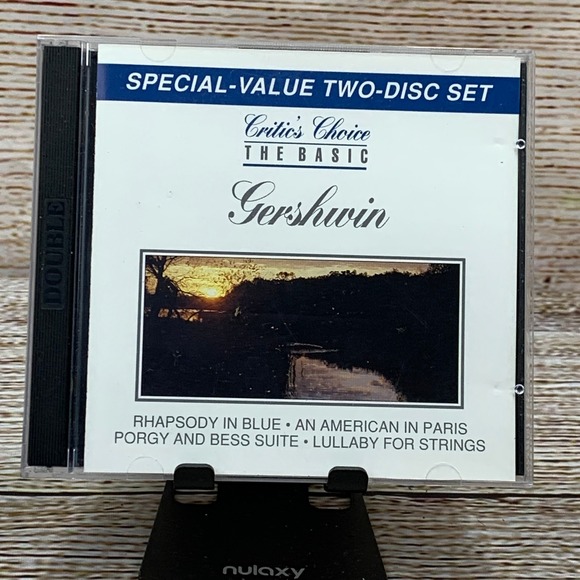 SPECIAL-VALUE TWO-DISC SET
Critic's Choice
THE BASIC
Gershwin
DOUBLE
RHAPSODY IN BLUE • AN AMERICAN IN PARIS
PORGY AND BESS SUITE • LULLABY FOR STRINGS
nulaxy